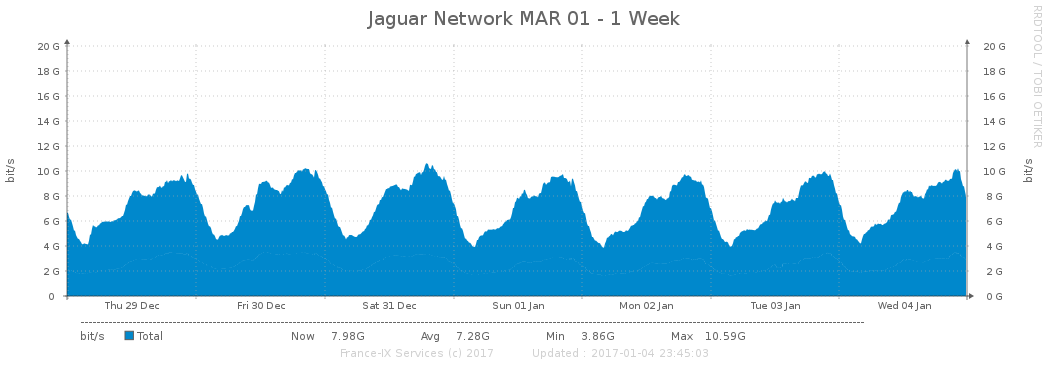 Jaguar Network MAR 01 - 1 Week
RRDTOOL / TOBI OETIKER
bit/s
bit/s
20 G 20 G
18 G 18 G
16 G 16 G
14 G 14 G
12 G 12 G
10 G 10 G
8 G 8 G
6 G 6 G
4 G 4 G
2 G 2 G
0 0 G
Thu 29 Dec Fri 30 Dec Sat 31 Dec Sun 01 Jan Mon 02 Jan Tue 03 Jan Wed 04 Jan
bit/s Total Now 7.98G Avg 7.28G Min 3.86G Max 10.59G
France-IX Services (c) 2017 Updated : 2017-01-04 23:45:03